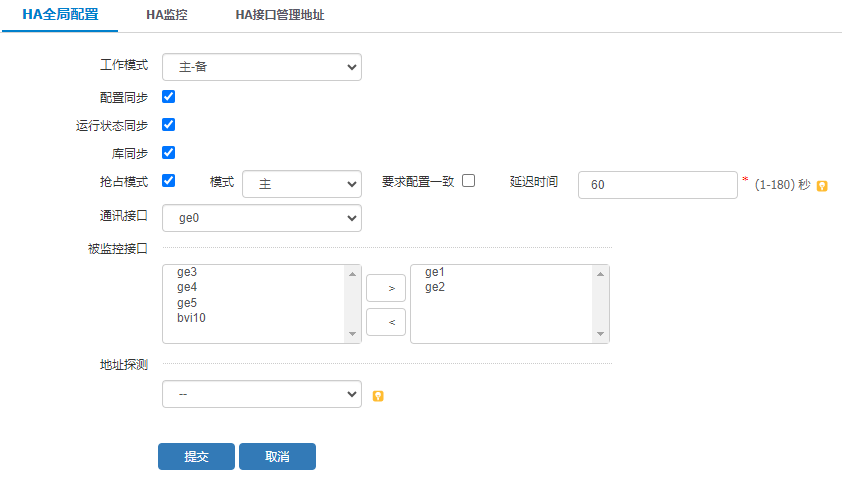 HA全局配置 HA监控 HA接口管理地址
工作模式 主-备
配置同步
运行状态同步
库同步
抢占模式 模式 主 要求配置一致 延迟时间 60 * (1-180) 秒
通讯接口 ge0
被监控接口
ge3 ge1
ge4 > ge2
ge5
bvi10 <
地址探测
--
提交 取消